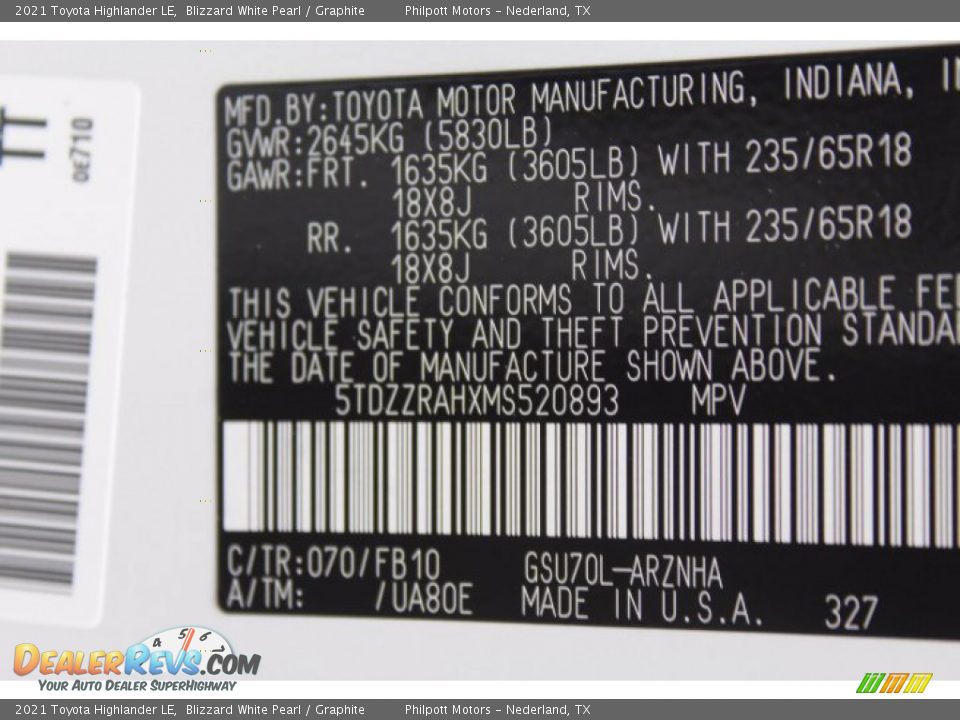 2021 Toyota Highlander LE,  Blizzard White Pearl / Graphite          Philpott Motors - Nederland, TX
MFD.BY:TOYOTA MOTOR MANUFACTURING, INDIANA,
GVWR:2645KG (5830LB)
GAWR:FRT. 1635KG (3605LB) WITH 235/65R18
18X8J RIMS.
RR. 1635KG (3605LB) WITH 235/65R18
18X8J RIMS.
THIS VEHICLE CONFORMS TO ALL APPLICABLE
VEHICLE SAFETY AND THEFT PREVENTION
THE DATE OF MANUFACTURE SHOWN ABOVE.
5TDZZRAHXMS520893 MPV
C/TR:070/FB10 GSU70L-ARZNHA
A/TM: /UA80E MADE IN U.S.A. 327
4 5 6
DEALERREVS.COM
YOUR AUTO DEALER SUPERHIGHWAY
2021 Toyota Highlander LE,  Blizzard White Pearl / Graphite          Philpott Motors - Nederland, TX